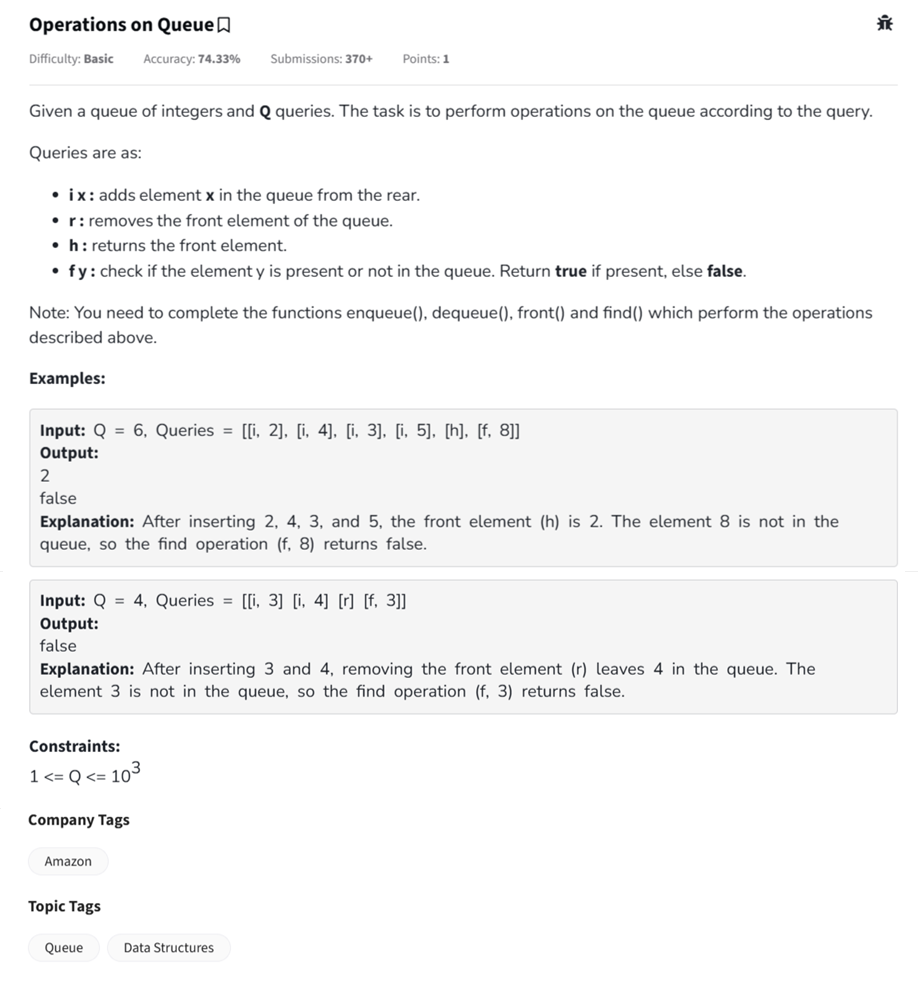 Operations on Queue
Difficulty: Basic Accuracy: 74.33% Submissions: 370+ Points: 1
Given a queue of integers and Q queries. The task is to perform operations on the queue according to the query.
Queries are as:
• i x : adds element x in the queue from the rear.
• r : removes the front element of the queue.
• h : returns the front element.
• f y : check if the element y is present or not in the queue. Return true if present, else false.
Note: You need to complete the functions enqueue(), dequeue(), front() and find() which perform the operations
described above.
Examples:
Input: Q = 6, Queries = [[i, 2], [i, 4], [i, 3], [i, 5], [h], [f, 8]]
Output:
2
false
Explanation: After inserting 2, 4, 3, and 5, the front element (h) is 2. The element 8 is not in the
queue, so the find operation (f, 8) returns false.
Input: Q = 4, Queries = [[i, 3] [i, 4] [r] [f, 3]]
Output:
false
Explanation: After inserting 3 and 4, removing the front element (r) leaves 4 in the queue. The
element 3 is not in the queue, so the find operation (f, 3) returns false.
Constraints:
1 <= Q <= 10³
Company Tags
Amazon
Topic Tags
Queue Data Structures